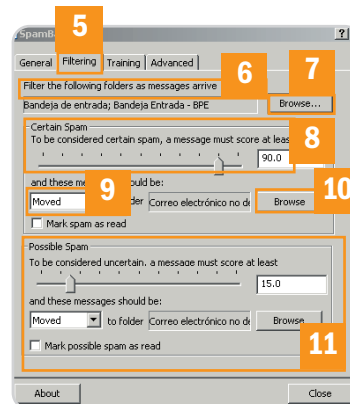 5
SpamBa
General Filtering Training Advanced
6
7
Filter the following folders as messages arrive
Bandeja de entrada; Bandeja Entrada - BPE Browse...
Certain Spam
8
To be considered certain spam, a message must score at least
90.0
and these me should be:
9
10
Moved der Correo electrónico no de Browse
Mark spam as read
Possible Spam
To be considered uncertain, a message must score at least
15.0
and these messages should be:
Moved to folder Correo electrónico no de Browse
11
Mark possible spam as read
About Close